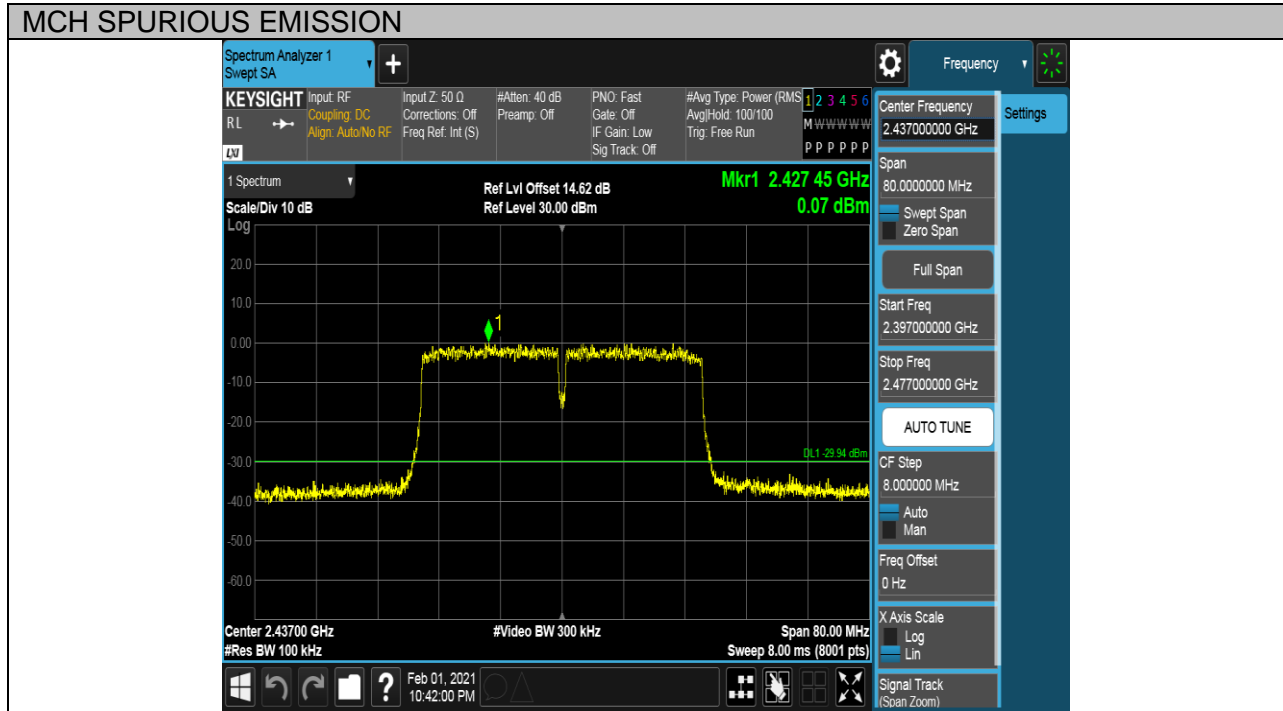 MCH SPURIOUS EMISSION
Spectrum Analyzer 1
Swept SA
+
Frequency
KEYSIGHT
RL
LXI
Input: RF
Coupling: DC
Align: Auto/No RF
Input Z: 50 Ω
Corrections: Off
Freq Ref: Int (S)
#Atten: 40 dB
Preamp: Off
PNO: Fast
Gate: Off
IF Gain: Low
Sig Track: Off
#Avg Type: Power (RMS
Avg|Hold: 100/100
Trig: Free Run
1 2 3 4 5 6
M W W W W W
P P P P P P
1 Spectrum
Scale/Div 10 dB
Log
Ref Lvl Offset 14.62 dB
Ref Level 30.00 dBm
Mkr1 2.427 45 GHz
0.07 dBm
20.0
10.0
0.00
-10.0
-20.0
-30.0
-40.0
-50.0
-60.0
1
DL1 -29.94 dBm
Center 2.43700 GHz
#Res BW 100 kHz
#Video BW 300 kHz
Span 80.00 MHz
Sweep 8.00 ms (8001 pts)
Center Frequency
2.437000000 GHz
Settings
Span
80.0000000 MHz
Swept Span
Zero Span
Full Span
Start Freq
2.397000000 GHz
Stop Freq
2.477000000 GHz
AUTO TUNE
CF Step
8.000000 MHz
Auto
Man
Freq Offset
0 Hz
X Axis Scale
Log
Lin
Signal Track
(Span Zoom)
?
Feb 01, 2021
10:42:00 PM